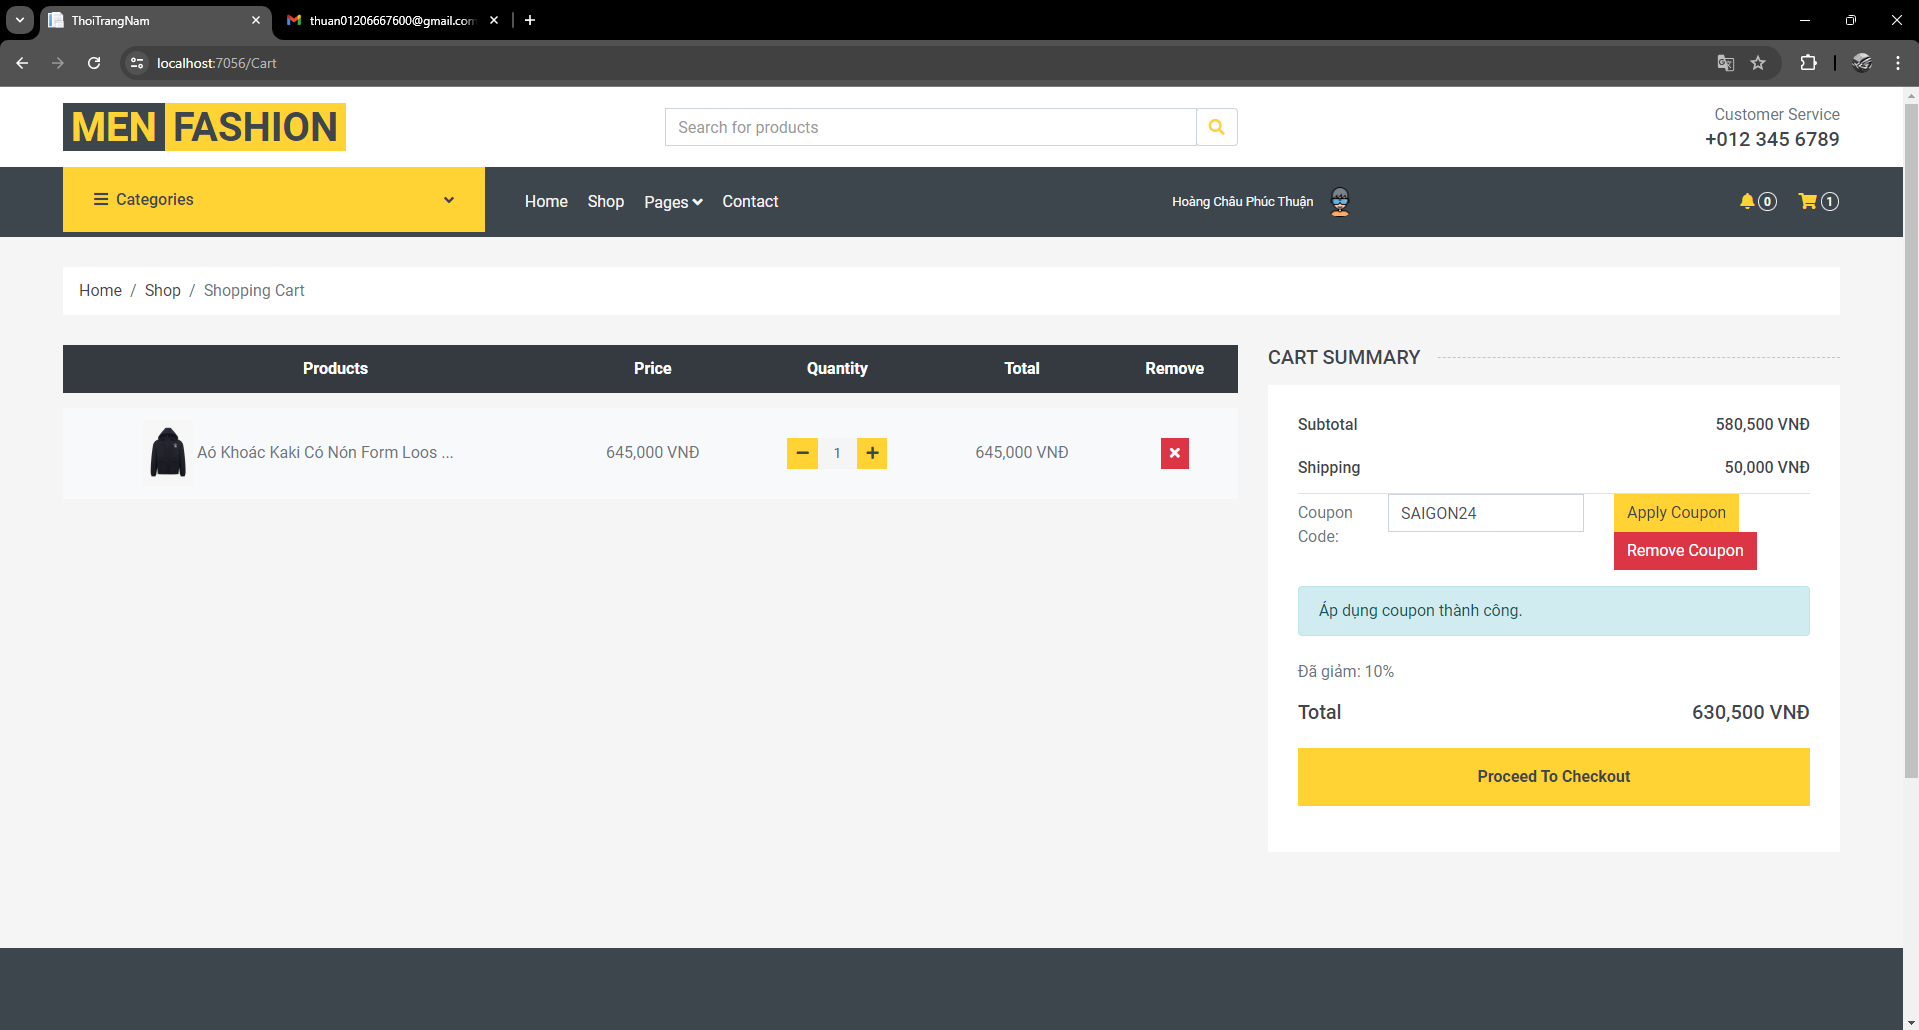 ThoiTrangNam
thuan01206667600@gmail.com
localhost:7056/Cart
MEN FASHION
Search for products
Customer Service
+012 345 6789
Categories
Home Shop Pages Contact
Hoàng Châu Phúc Thuận
0 1
Home / Shop / Shopping Cart
Products Price Quantity Total Remove
Aó Khoác Kaki Có Nón Form Loos ... 645,000 VNĐ 1 645,000 VNĐ
CART SUMMARY
Subtotal 580,500 VNĐ
Shipping 50,000 VNĐ
Coupon Code: SAIGON24 Apply Coupon
Remove Coupon
Áp dụng coupon thành công.
Đã giảm: 10%
Total 630,500 VNĐ
Proceed To Checkout